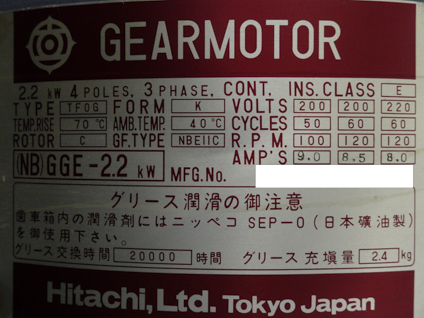 GEARMOTOR
2.2 kW 4 POLES, 3 PHASE, CONT. INS.CLASS E
TYPE TFOG FORM K VOLTS 200 200 220
TEMP.RISE 70°C AMB.TEMP. 40°C CYCLES 50 60 60
ROTOR C GF.TYPE NBEIIC R.P.M. 100 120 120
(NB) GGE-2.2 kW MFG.No. AMP'S 9.0 8.5 8.0
グリース潤滑の御注意
歯車箱内の潤滑剤にはニッペコ SEP-0 (日本礦油製)
を御使用下さい。
グリース交換時間 20000 時間 グリース 充塡量 2.4 kg
Hitachi, Ltd. Tokyo Japan